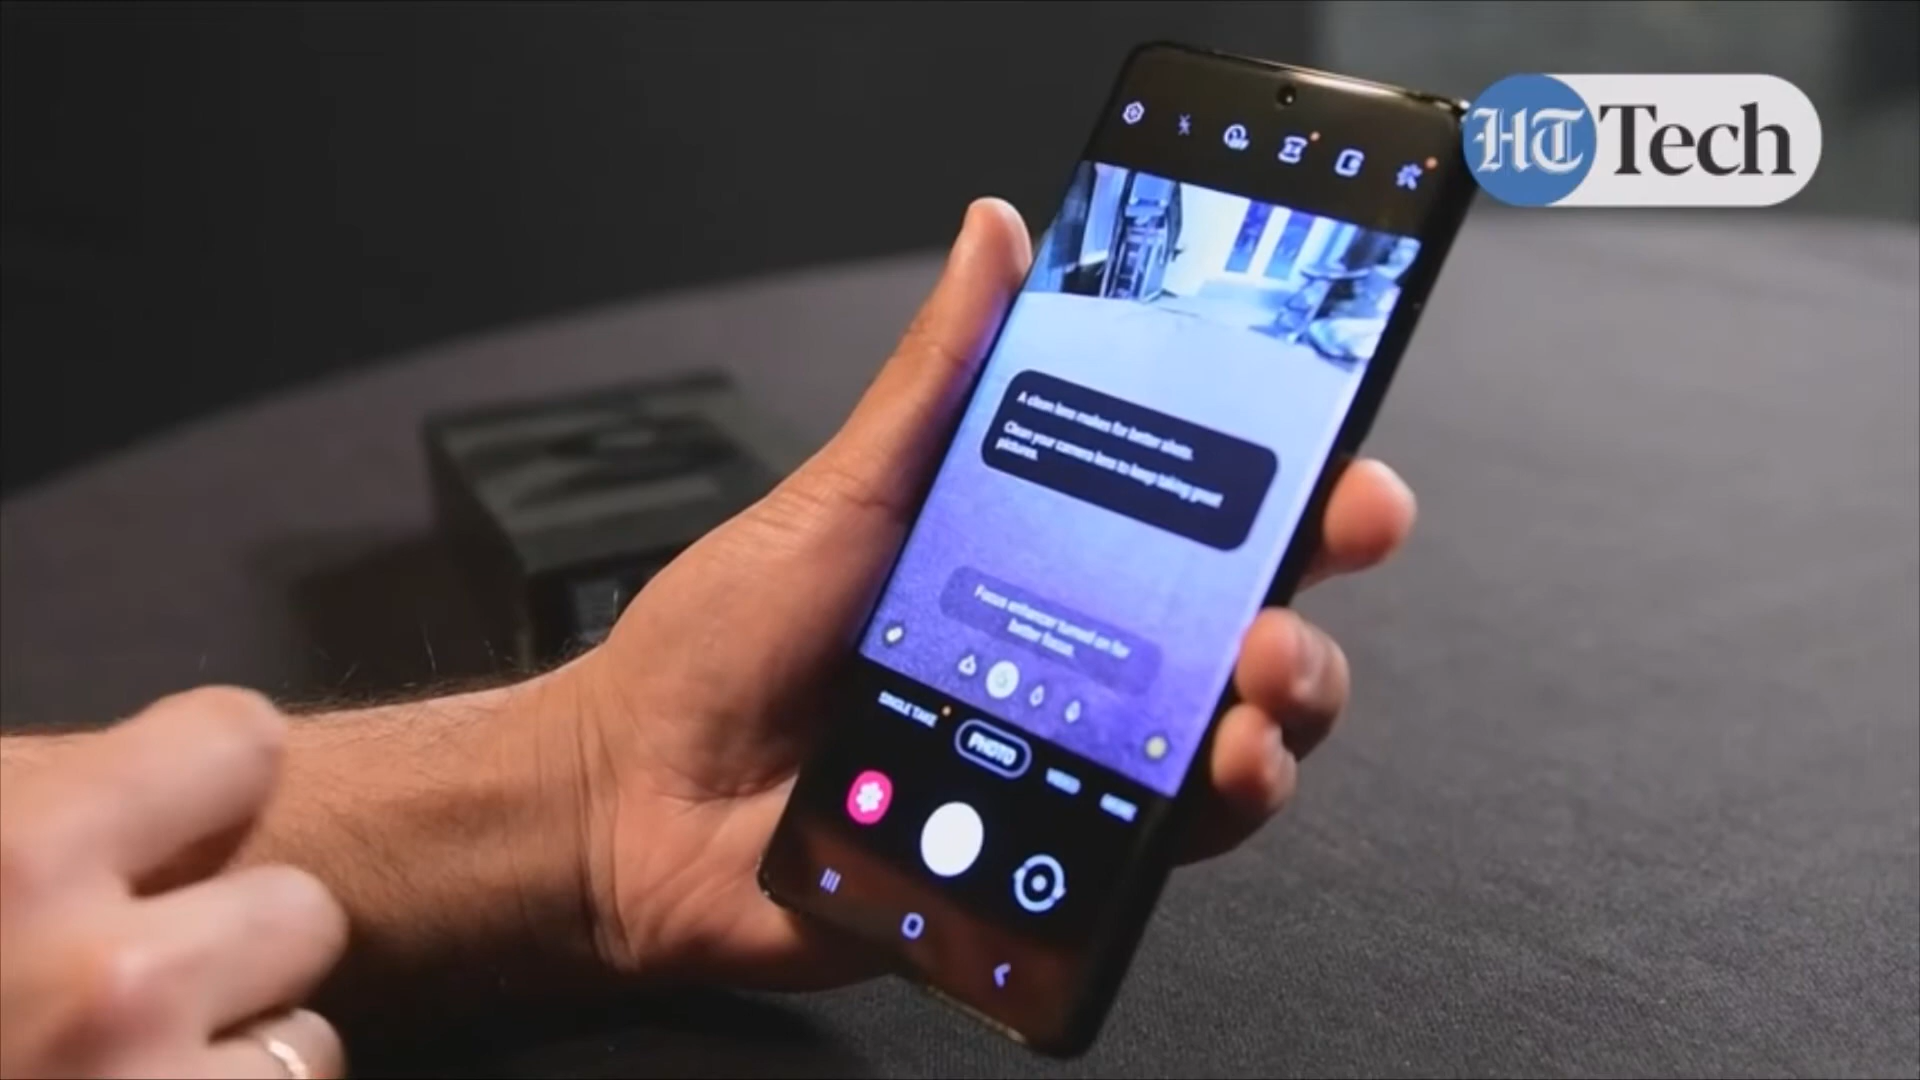 HT Tech
A clean lens makes for better shots.
Clean your camera lens to keep taking great
pictures.
Focus enhancer turned on for
better focus.
SINGLE TAKE
PHOTO
VIDEO
MORE